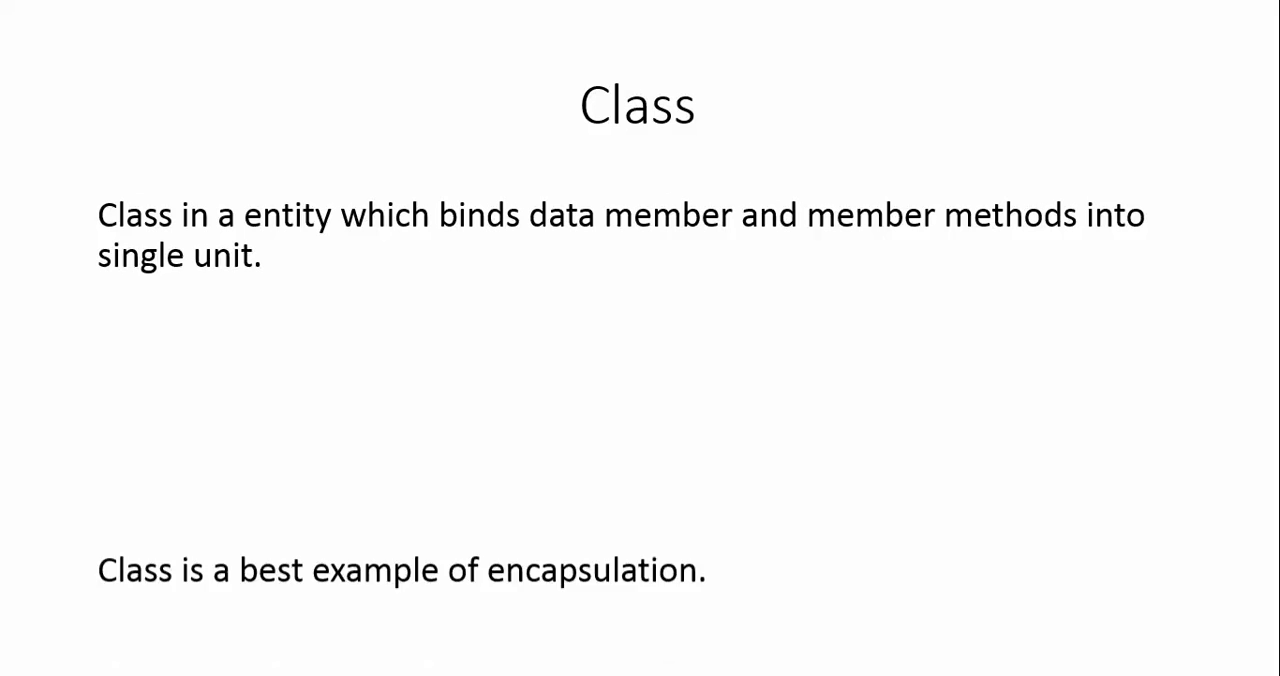 Class
Class in a entity which binds data member and member methods into
single unit.
Class is a best example of encapsulation.